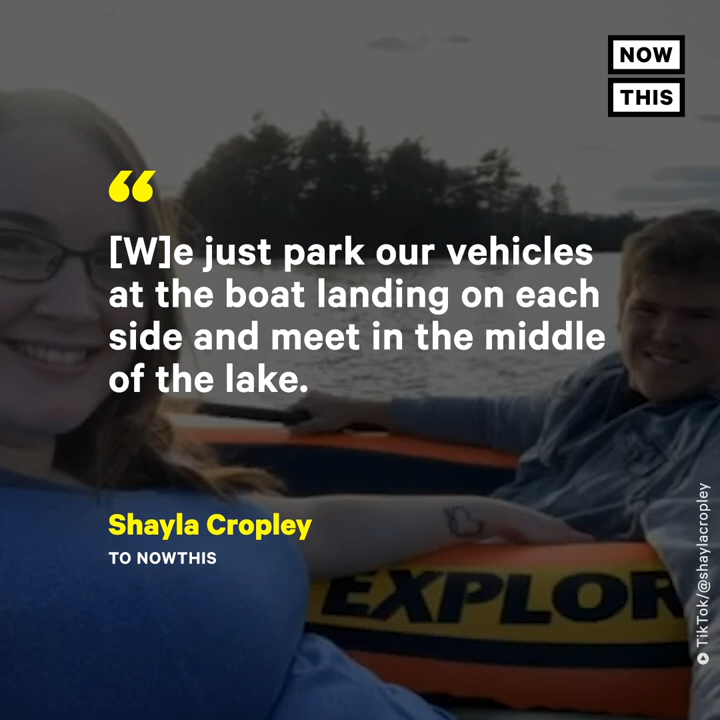 NOW
THIS
“
[W]e just park our vehicles
at the boat landing on each
side and meet in the middle
of the lake.
Shayla Cropley
TO NOWTHIS
EXPLOR
TikTok/@shaylacropley